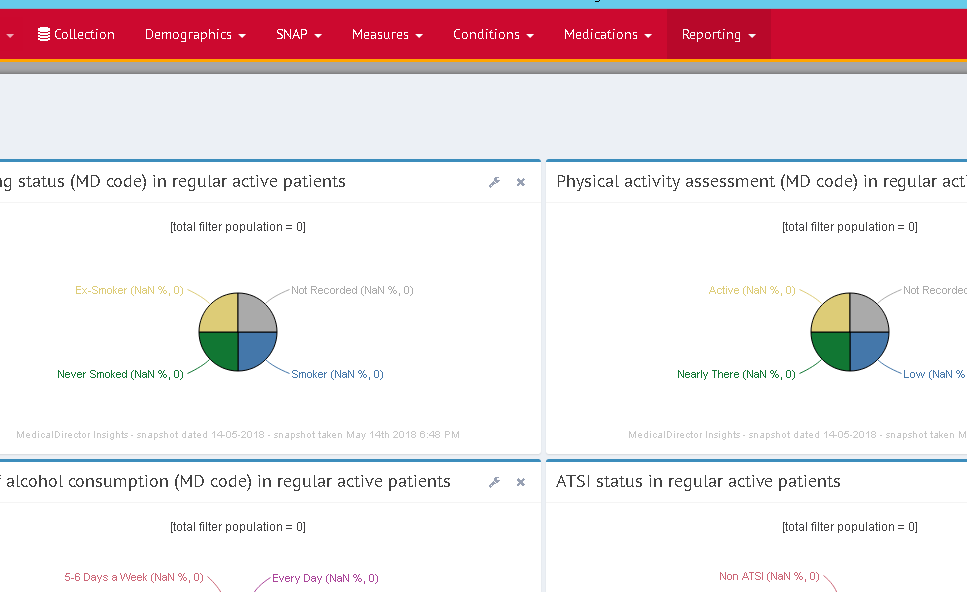 Collection Demographics SNAP Measures Conditions Medications Reporting
status (MD code) in regular active patients
Physical activity assessment (MD code) in regular
[total filter population = 0]
[total filter population = 0]
Ex-Smoker (NaN %, 0)
Not Recorded (NaN %, 0)
Active (NaN %, 0)
Not Recorded
Never Smoked (NaN %, 0)
Smoker (NaN %, 0)
Nearly There (NaN %, 0)
Low (NaN %
MedicalDirector Insights - snapshot dated 14-05-2018 - snapshot taken May 14th 2018 6:48 PM
MedicalDirector Insights - snapshot dated 14-05-2018 - snapshot taken
alcohol consumption (MD code) in regular active patients
ATSI status in regular active patients
[total filter population = 0]
[total filter population = 0]
5-6 Days a Week (NaN %, 0)
Every Day (NaN %, 0)
Non ATSI (NaN %, 0)